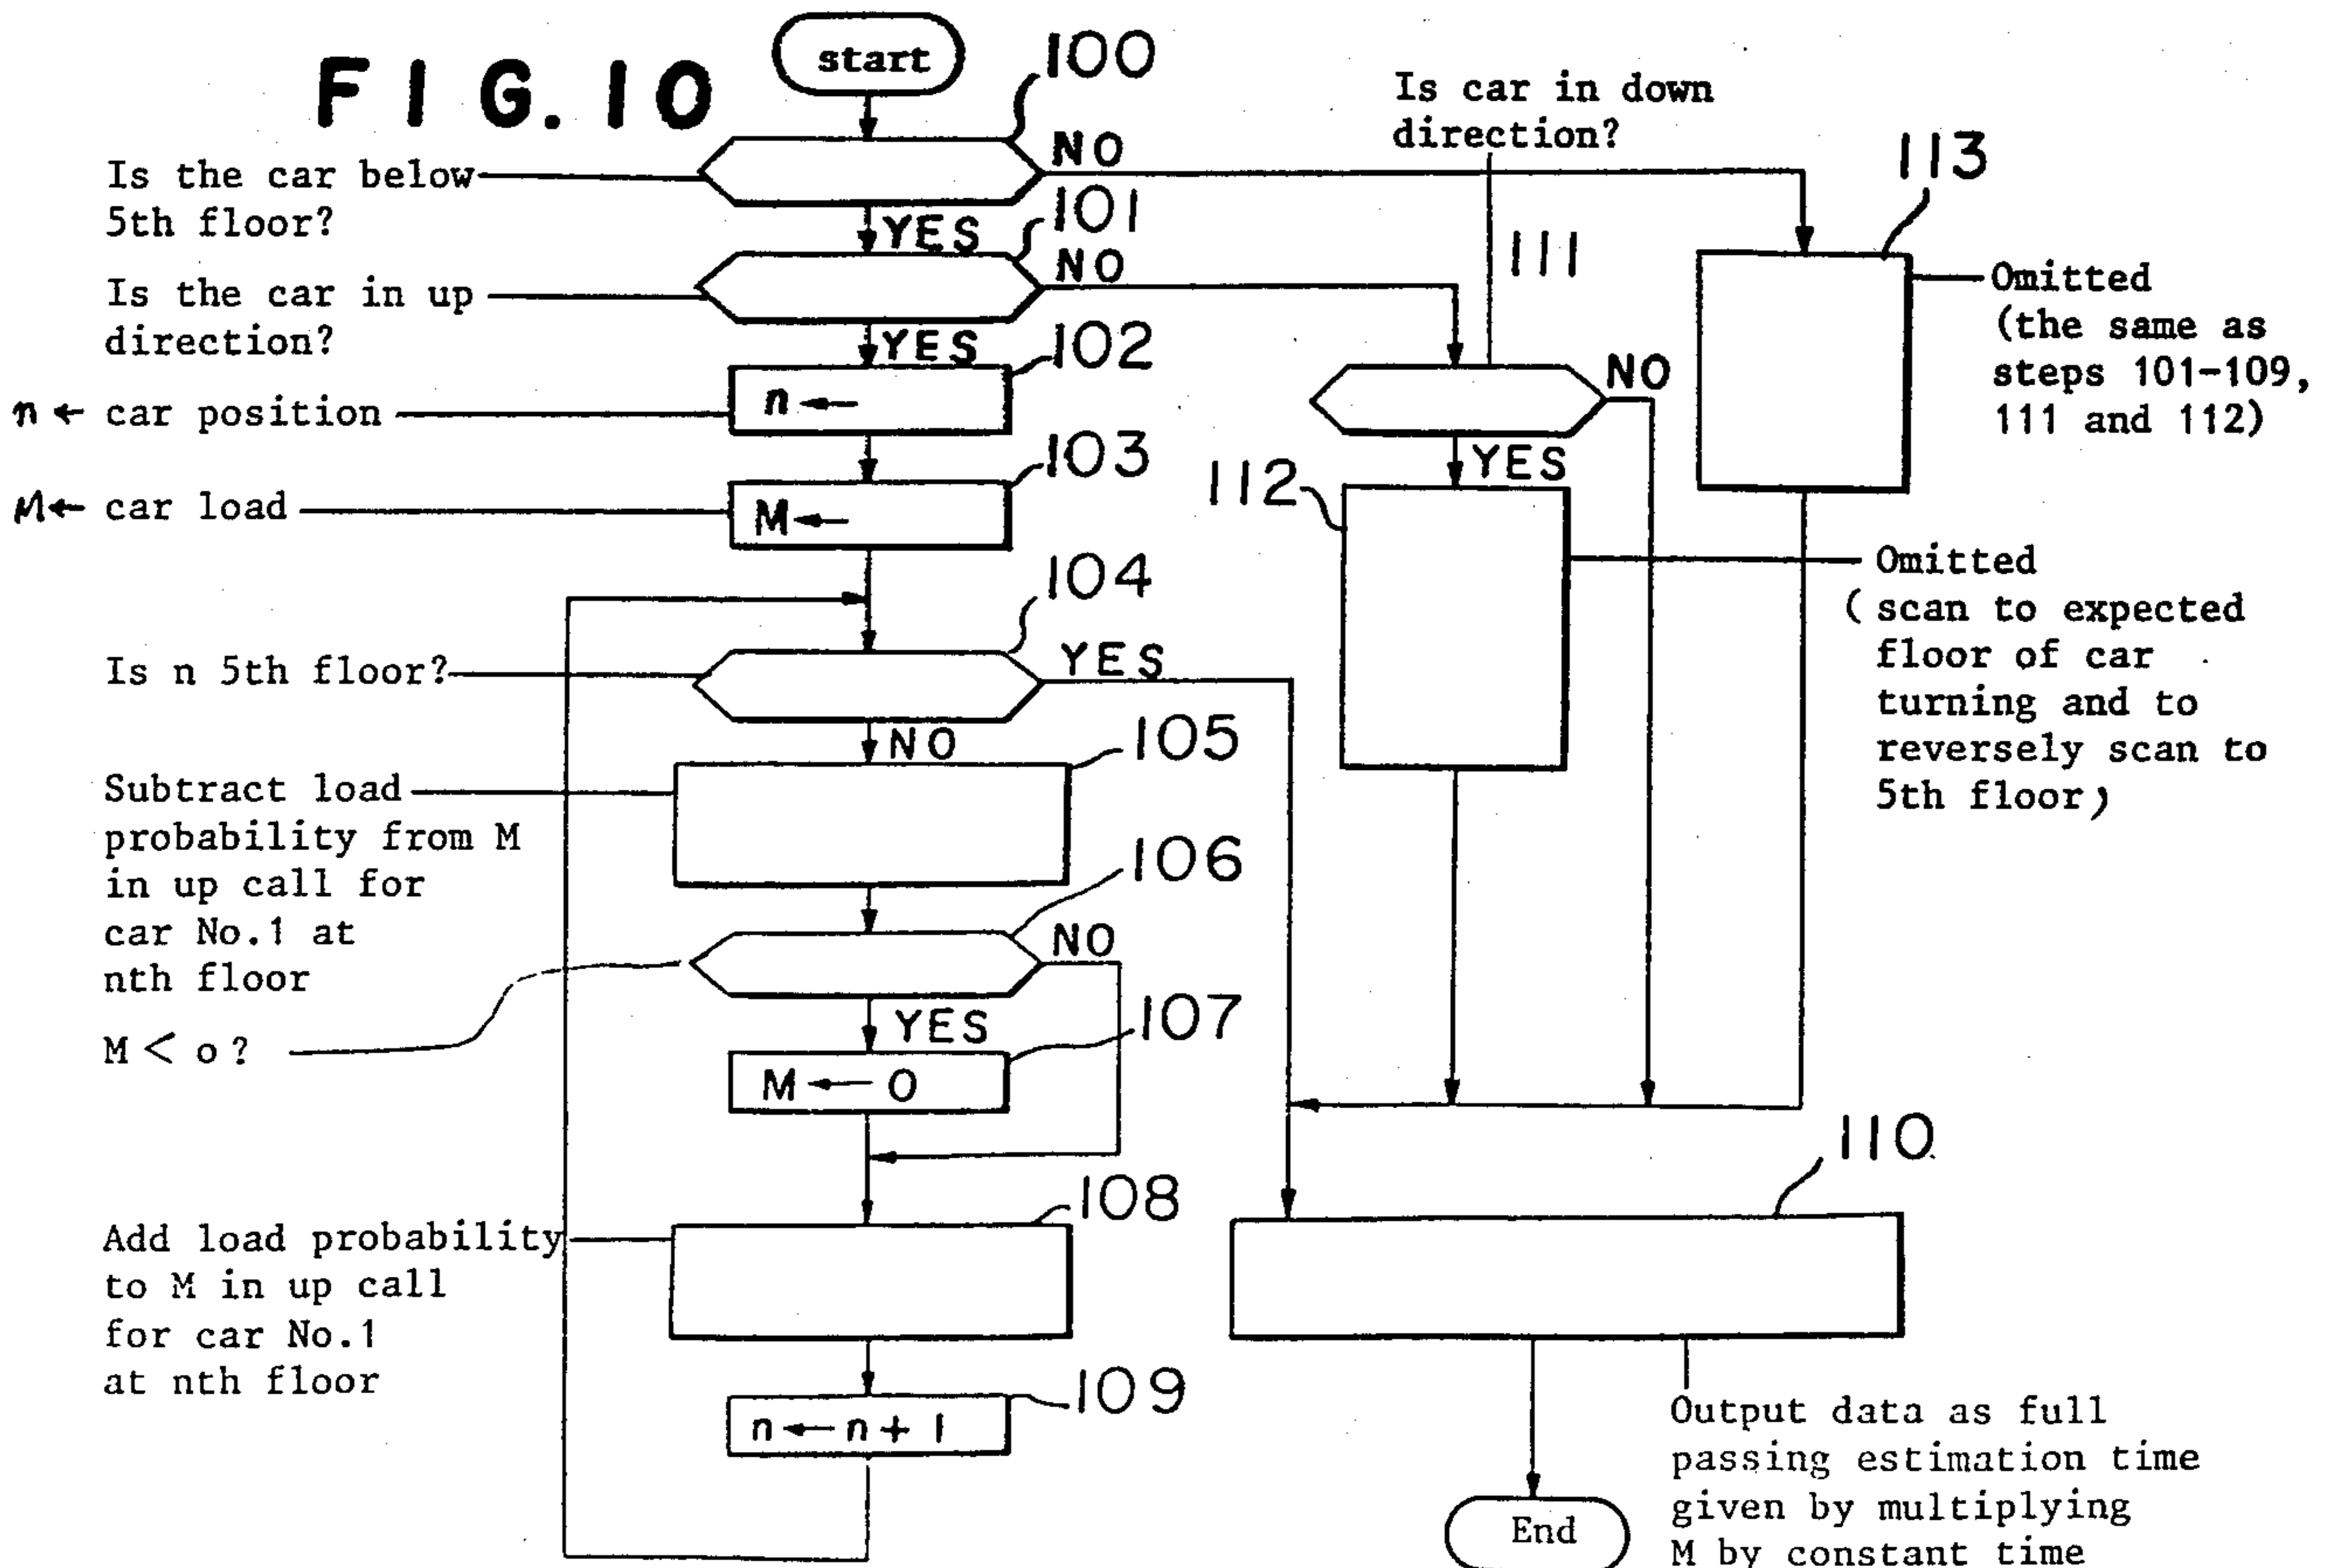 FIG. 10
start
100
Is the car below
5th floor?
NO
YES
101
Is the car in up
direction?
NO
YES
Is car in down
direction?
111
113
Omitted
(the same as
steps 101-109,
111 and 112)
102
n ← car position
n ←
103
M ← car load
M ←
NO
YES
112
Omitted
( scan to expected
floor of car
turning and to
reversely scan to
5th floor)
104
Is n 5th floor?
YES
NO
105
Subtract load
probability from M
in up call for
car No.1 at
nth floor
106
M < o ?
NO
YES
107
M ← 0
108
Add load probability
to M in up call
for car No.1
at nth floor
109
n ← n + 1
110
Output data as full
passing estimation time
given by multiplying
M by constant time
End